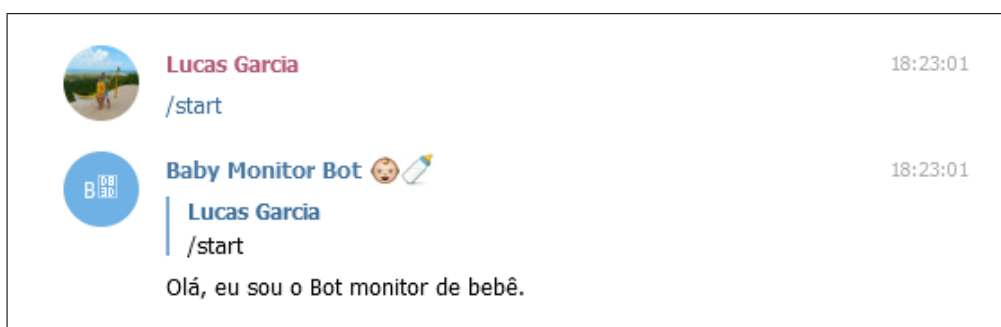 Lucas Garcia 18:23:01
/start
Baby Monitor Bot 👶🍼 18:23:01
B
Lucas Garcia
/start
Olá, eu sou o Bot monitor de bebê.